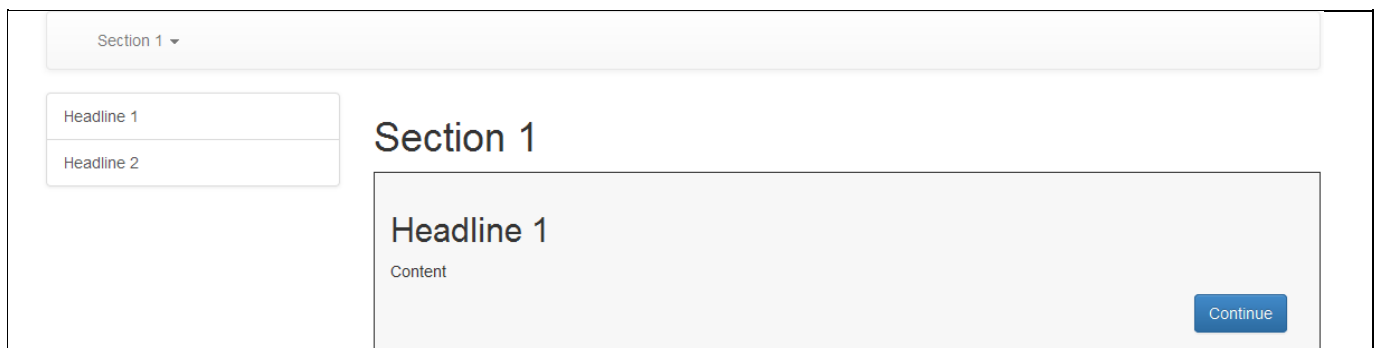 Section 1
Headline 1
Headline 2
Section 1
Headline 1
Content
Continue